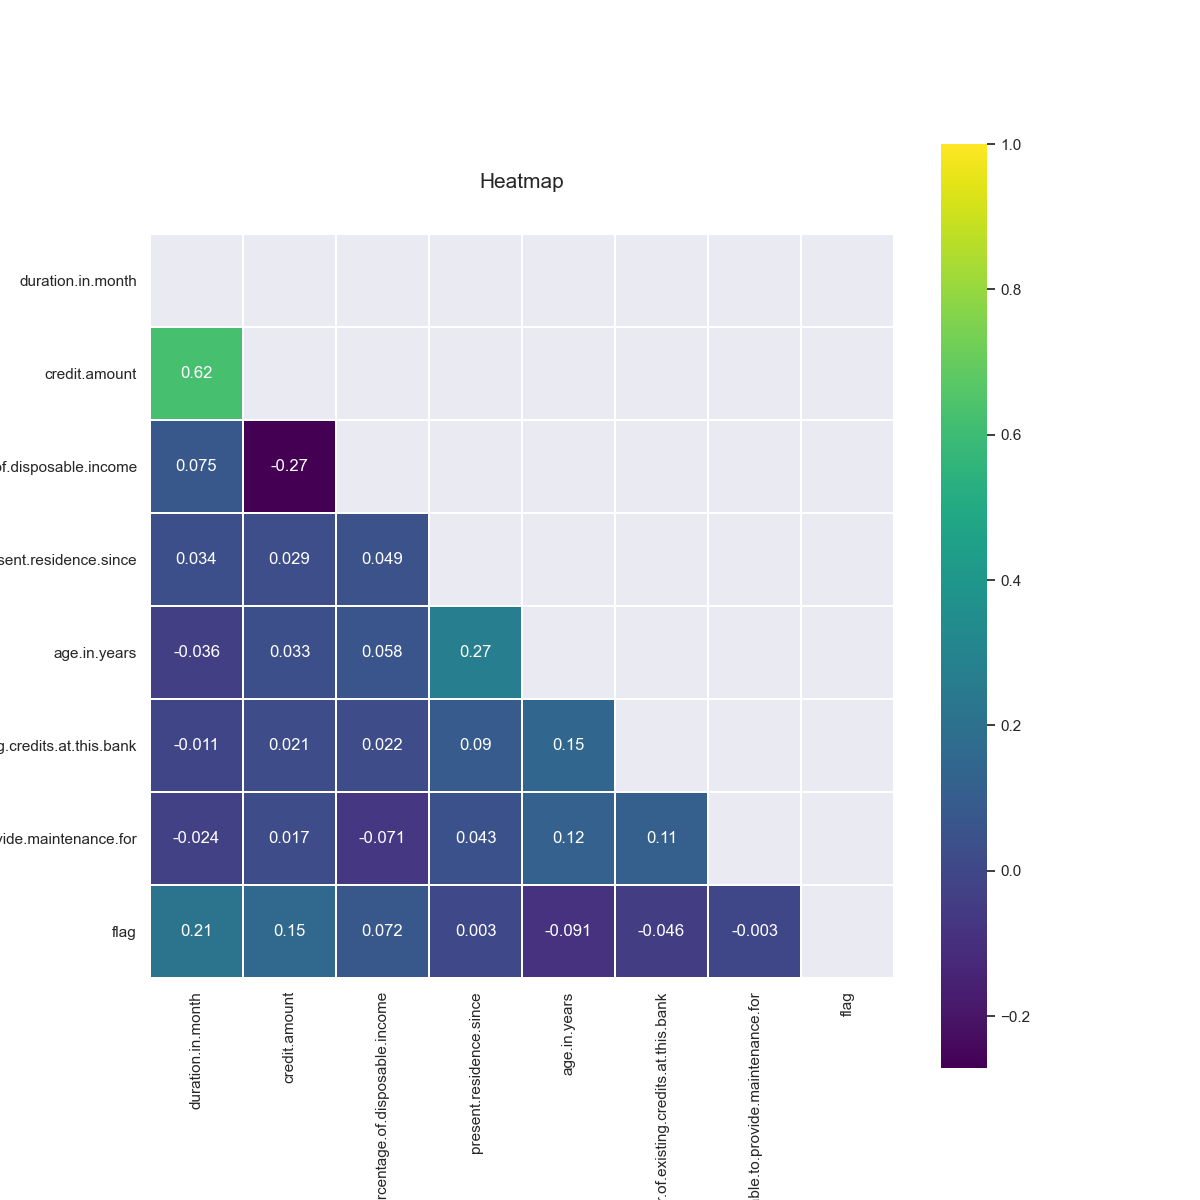 Heatmap
duration.in.month
credit.amount
0.62
of.disposable.income
0.075 -0.27
sent.residence.since
0.034 0.029 0.049
age.in.years
-0.036 0.033 0.058 0.27
g.credits.at.this.bank
-0.011 0.021 0.022 0.09 0.15
vide.maintenance.for
-0.024 0.017 -0.071 0.043 0.12 0.11
flag
0.21 0.15 0.072 0.003 -0.091 -0.046 -0.003
duration.in.month
credit.amount
rcentage.of.disposable.income
present.residence.since
age.in.years
r.of.existing.credits.at.this.bank
ble.to.provide.maintenance.for
flag
1.0
0.8
0.6
0.4
0.2
0.0
−0.2